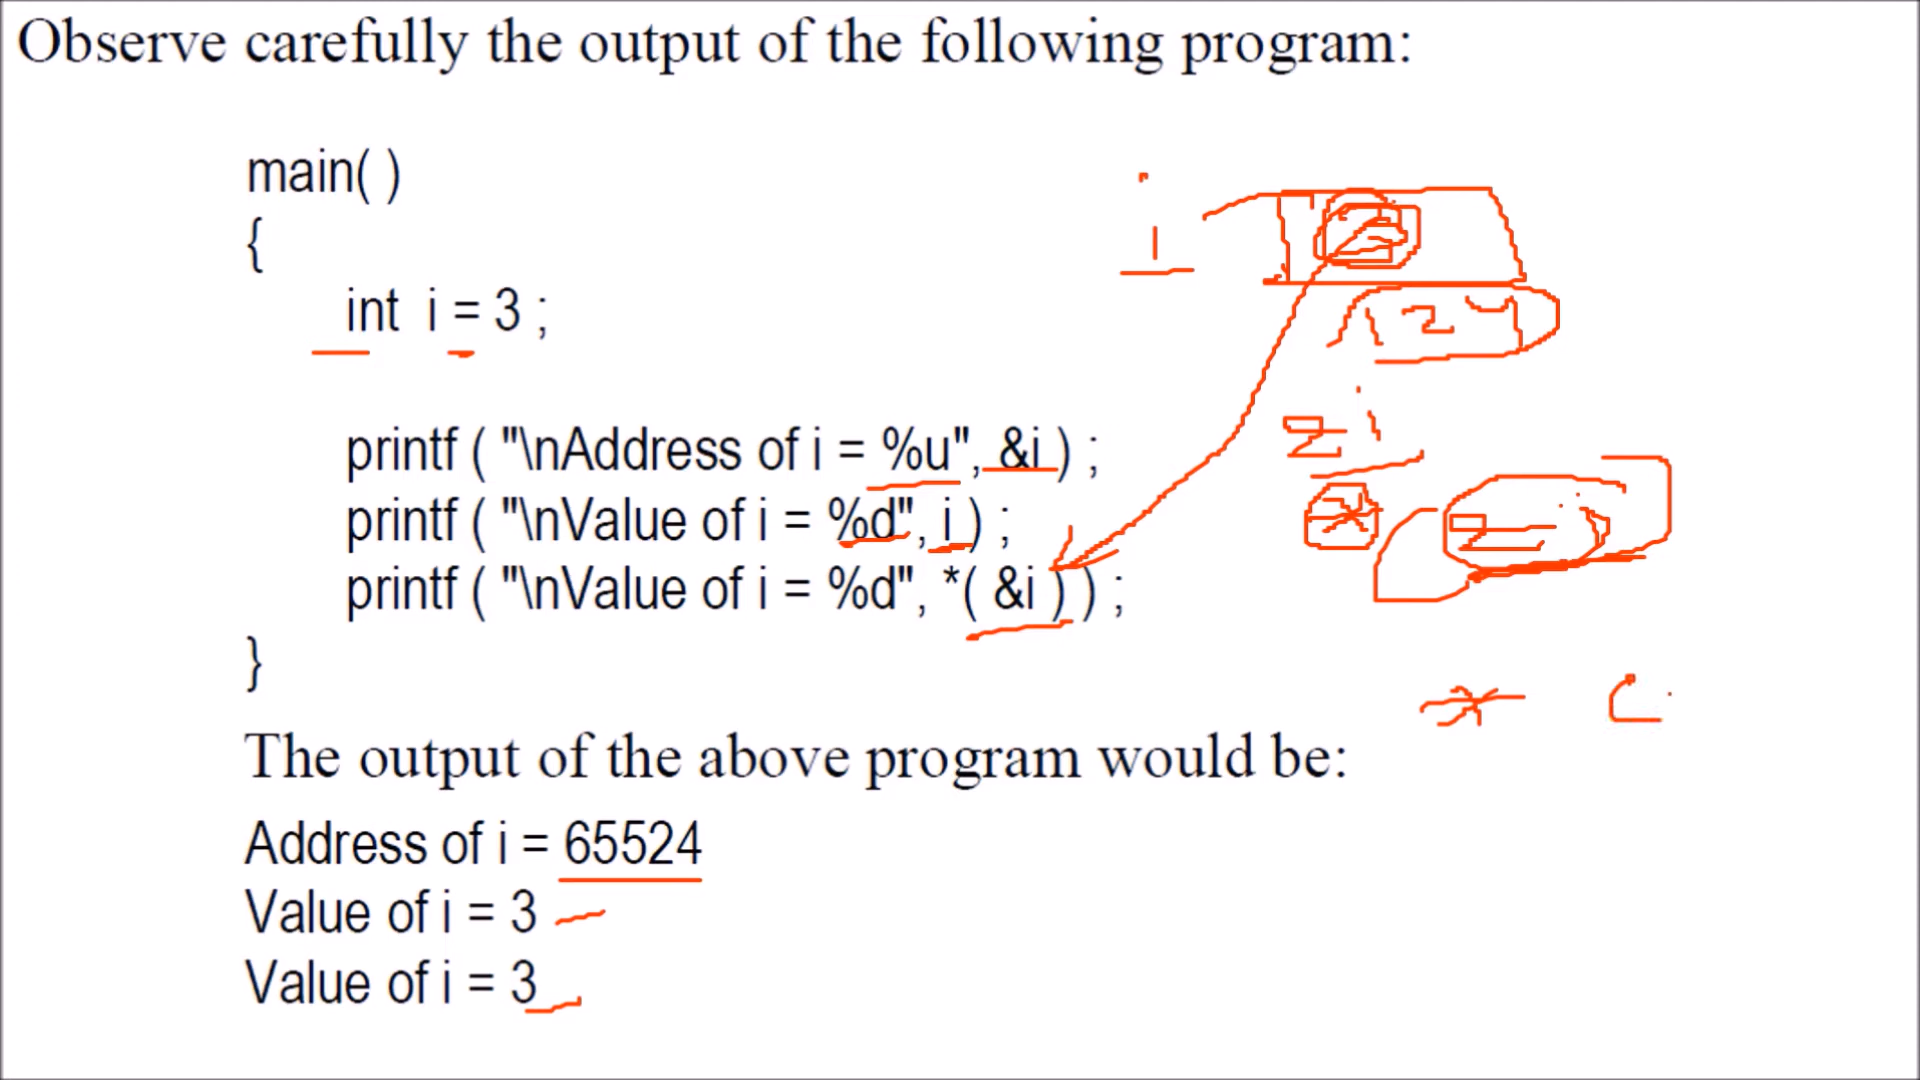 Observe carefully the output of the following program:
main( )
{
int i = 3 ;
printf ( "\nAddress of i = %u", &i ) ;
printf ( "\nValue of i = %d", i ) ;
printf ( "\nValue of i = %d", *( &i ) ) ;
}
The output of the above program would be:
Address of i = 65524
Value of i = 3
Value of i = 3